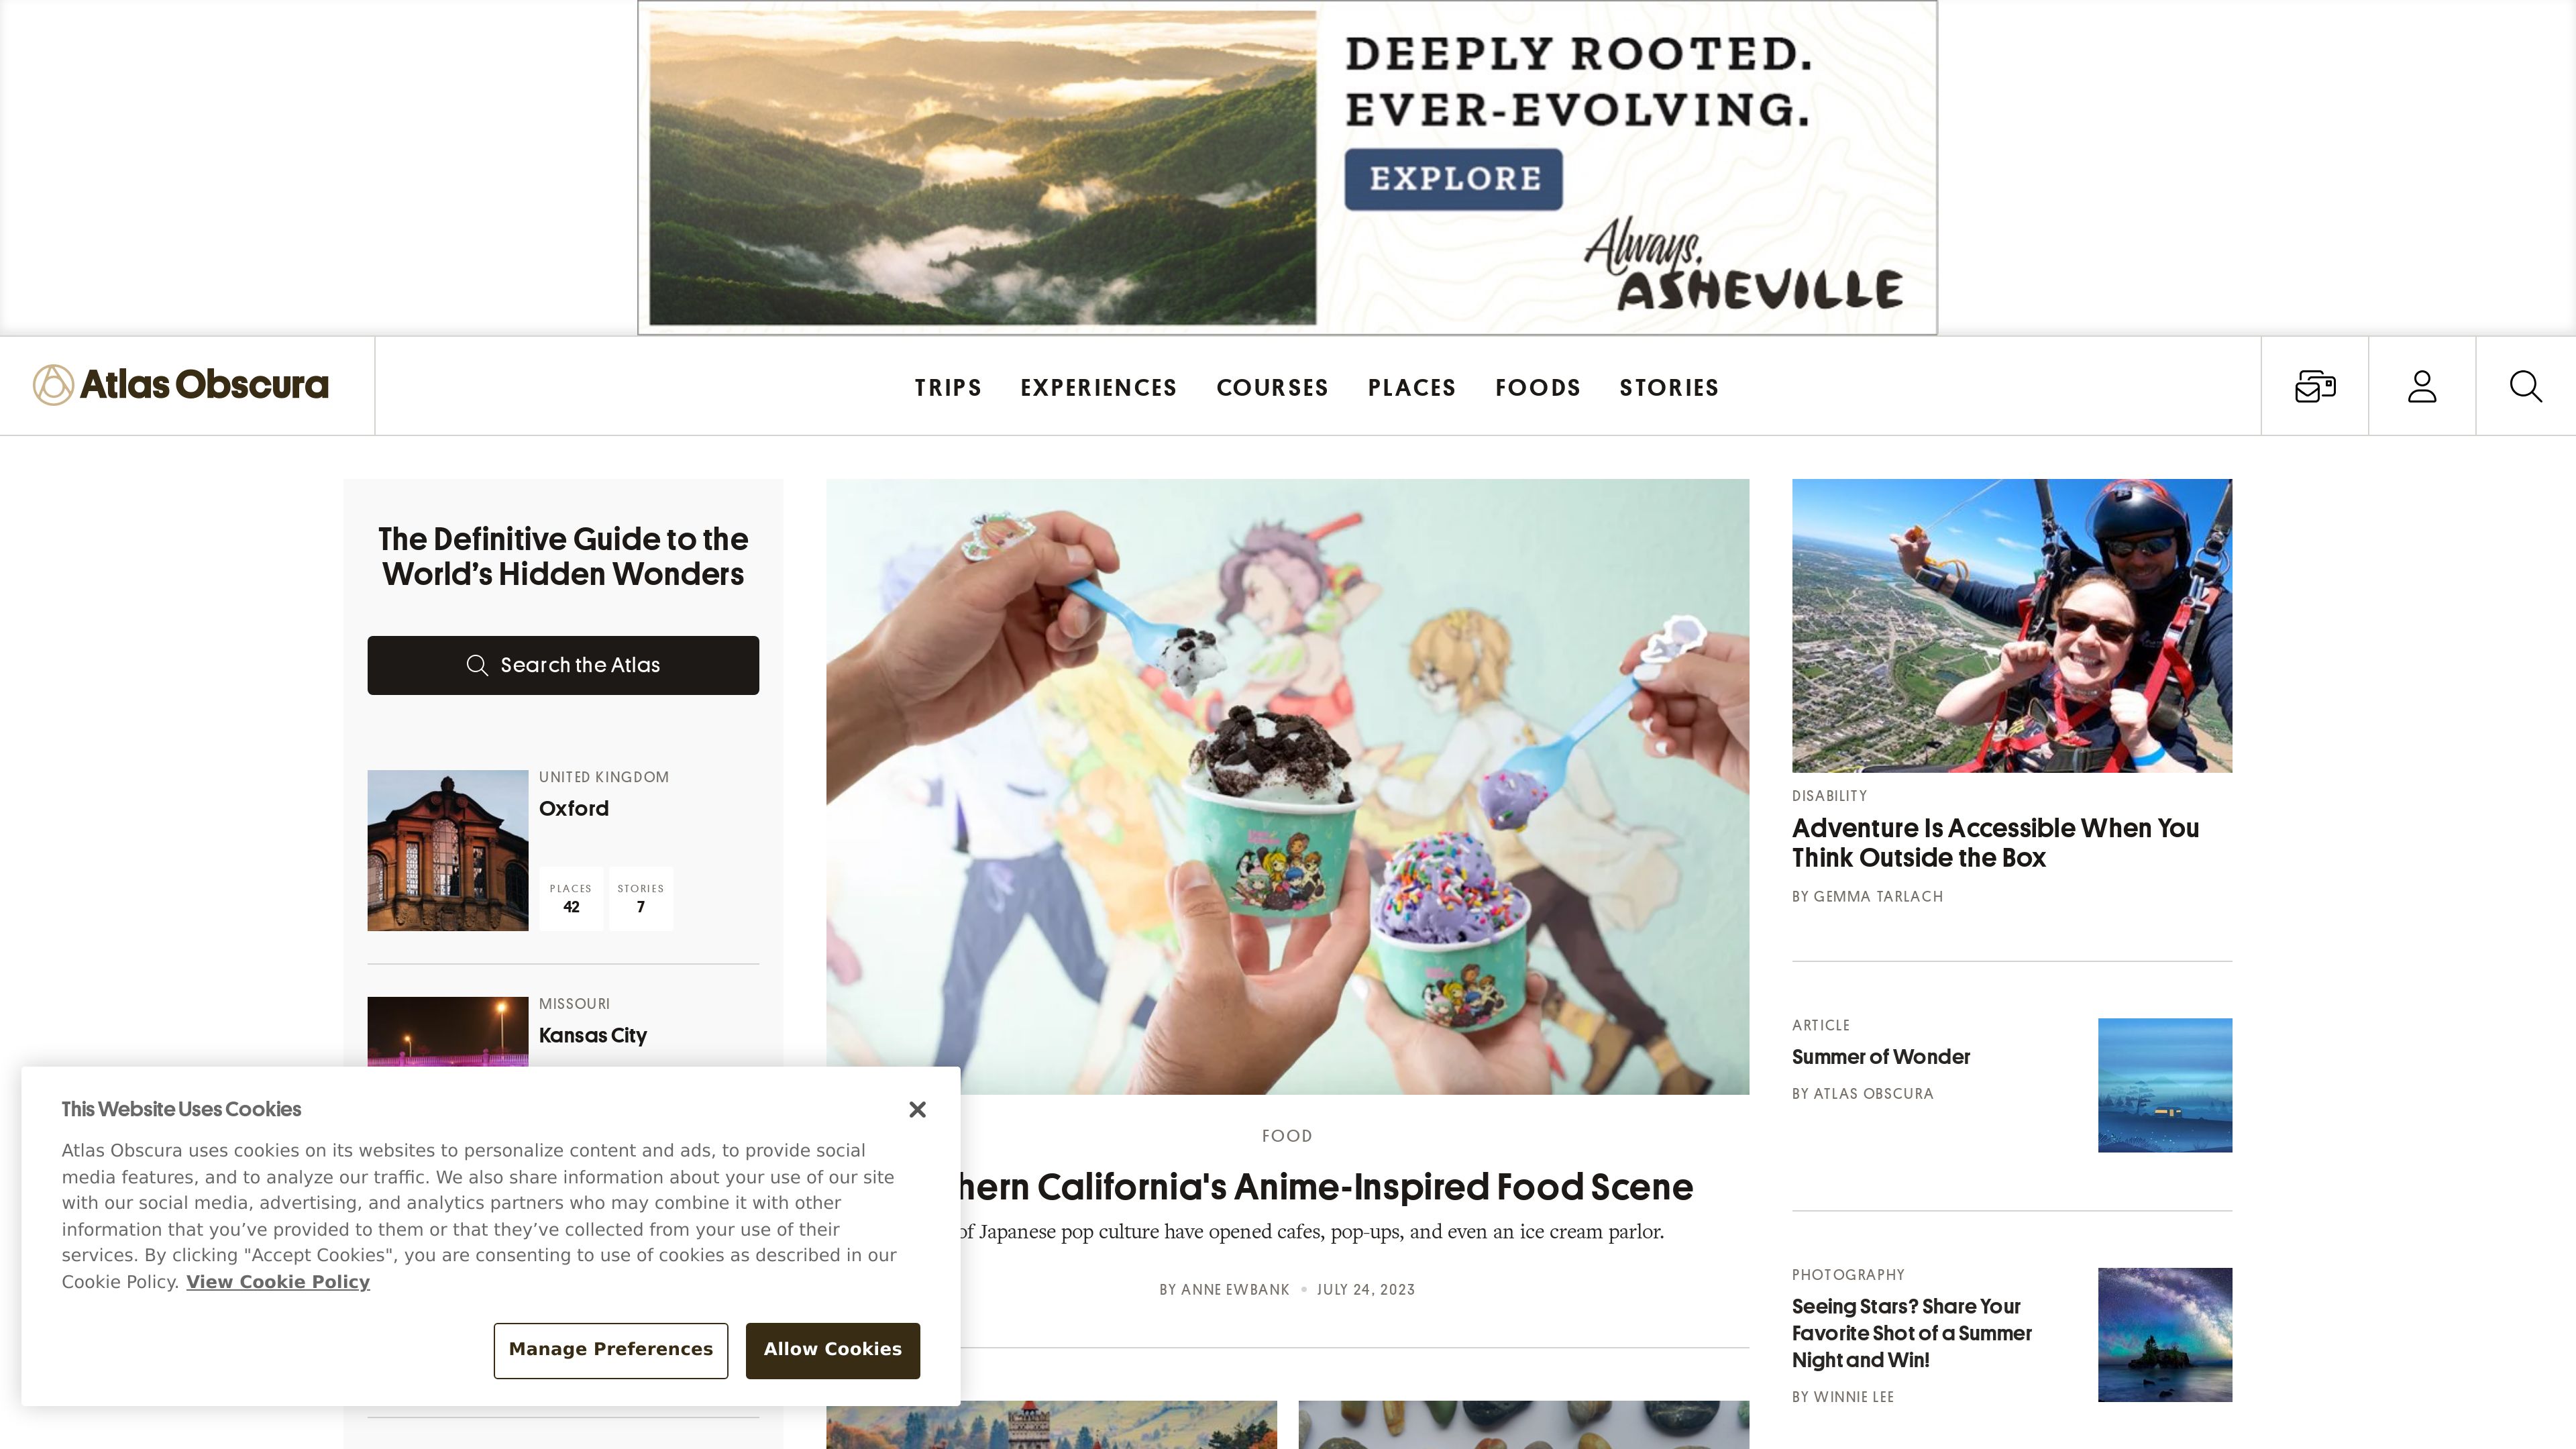 DEEPLY ROOTED.
EVER-EVOLVING.
EXPLORE
Always,
ASHEVILLE
Atlas Obscura
TRIPS EXPERIENCES COURSES PLACES FOODS STORIES
The Definitive Guide to the
World's Hidden Wonders
Search the Atlas
UNITED KINGDOM
Oxford
PLACES STORIES
42 7
MISSOURI
Kansas City
This Website Uses Cookies
Atlas Obscura uses cookies on its websites to personalize content and ads, to provide social
media features, and to analyze our traffic. We also share information about your use of our site
with our social media, advertising, and analytics partners who may combine it with other
information that you’ve provided to them or that they’ve collected from your use of their
services. By clicking "Accept Cookies", you are consenting to use of cookies as described in our
Cookie Policy. View Cookie Policy
Manage Preferences Allow Cookies
FOOD
hern California's Anime-Inspired Food Scene
of Japanese pop culture have opened cafes, pop-ups, and even an ice cream parlor.
BY ANNE EWBANK • JULY 24, 2023
DISABILITY
Adventure Is Accessible When You
Think Outside the Box
BY GEMMA TARLACH
ARTICLE
Summer of Wonder
BY ATLAS OBSCURA
PHOTOGRAPHY
Seeing Stars? Share Your
Favorite Shot of a Summer
Night and Win!
BY WINNIE LEE